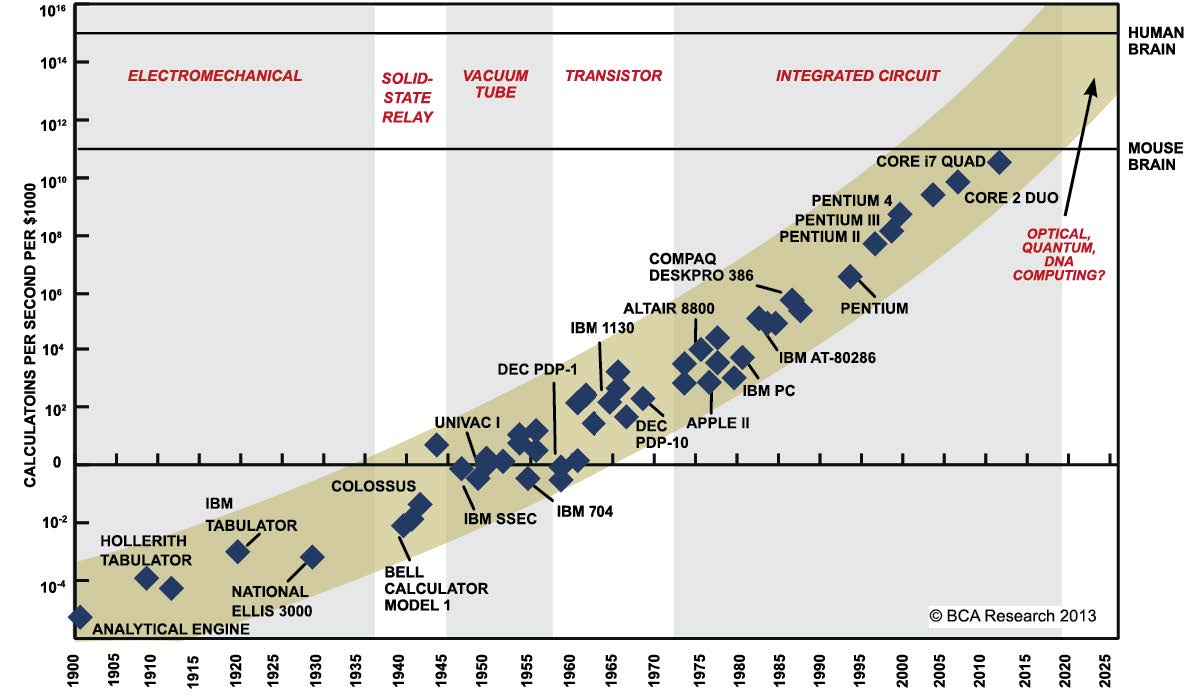 10^16
10^14
10^12
10^10
10^8
10^6
10^4
10^2
0
10^-2
10^-4
CALCULATOINS PER SECOND PER $1000
ELECTROMECHANICAL
SOLID-
STATE
RELAY
VACUUM
TUBE
TRANSISTOR
INTEGRATED CIRCUIT
HUMAN
BRAIN
MOUSE
BRAIN
CORE i7 QUAD
CORE 2 DUO
PENTIUM 4
PENTIUM III
PENTIUM II
OPTICAL,
QUANTUM,
DNA
COMPUTING?
COMPAQ
DESKPRO 386
PENTIUM
ALTAIR 8800
IBM 1130
IBM AT-80286
DEC PDP-1
IBM PC
APPLE II
DEC
PDP-10
UNIVAC I
COLOSSUS
IBM SSEC
IBM 704
IBM
TABULATOR
HOLLERITH
TABULATOR
NATIONAL
ELLIS 3000
BELL
CALCULATOR
MODEL 1
ANALYTICAL ENGINE
© BCA Research 2013
1900
1905
1910
1915
1920
1925
1930
1935
1940
1945
1950
1955
1960
1965
1970
1975
1980
1985
1990
1995
2000
2005
2010
2015
2020
2025